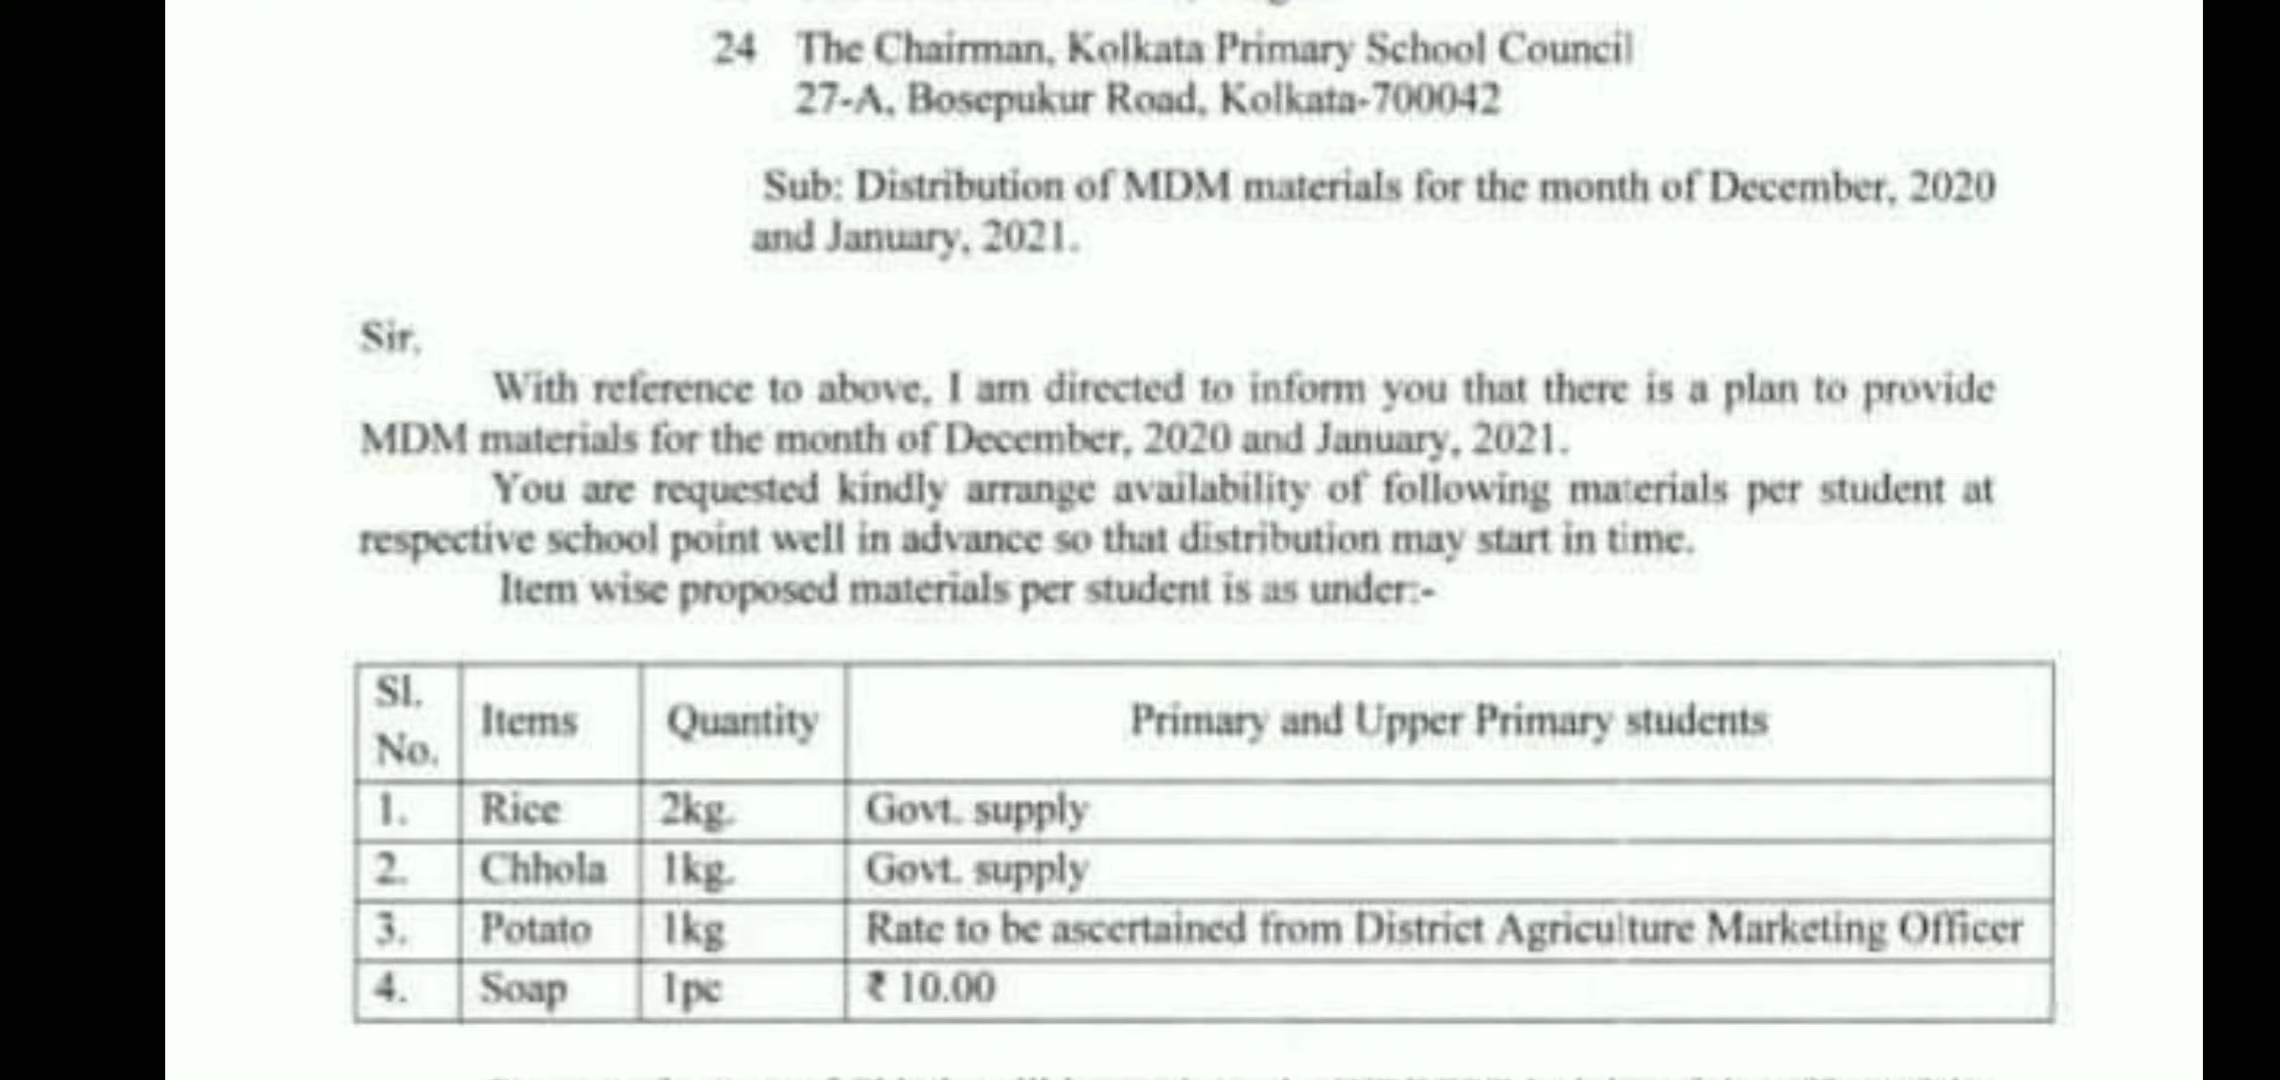 24 The Chairman, Kolkata Primary School Council
27-A, Bosepukur Road, Kolkata-700042
Sub: Distribution of MDM materials for the month of December, 2020
and January, 2021.
Sir,
With reference to above, I am directed to inform you that there is a plan to provide
MDM materials for the month of December, 2020 and January, 2021.
You are requested kindly arrange availability of following materials per student at
respective school point well in advance so that distribution may start in time.
Item wise proposed materials per student is as under:-
Sl. No. Items Quantity Primary and Upper Primary students
1. Rice 2kg. Govt. supply
2. Chhola 1kg. Govt. supply
3. Potato 1kg Rate to be ascertained from District Agriculture Marketing Officer
4. Soap 1pc ₹ 10.00